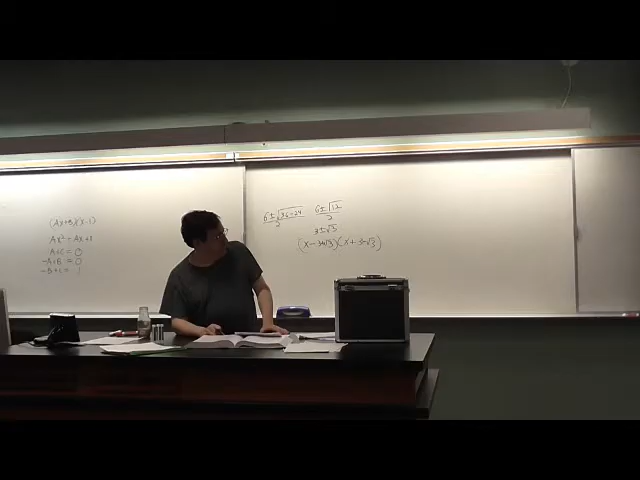 (Ax+B)(x-1)
Ax² - Ax +
A+C = 0
-A+B = 0
-B+C = 1
6±√36-24 / 2   6±√12 / 2
3±√3
(x-3+√3)(x+3-√3)